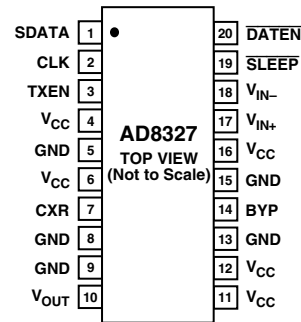 SDATA 1
CLK 2
TXEN 3
VCC 4
GND 5
VCC 6
CXR 7
GND 8
GND 9
VOUT 10
AD8327
TOP VIEW
(Not to Scale)
20 DATEN
19 SLEEP
18 VIN–
17 VIN+
16 VCC
15 GND
14 BYP
13 GND
12 VCC
11 VCC